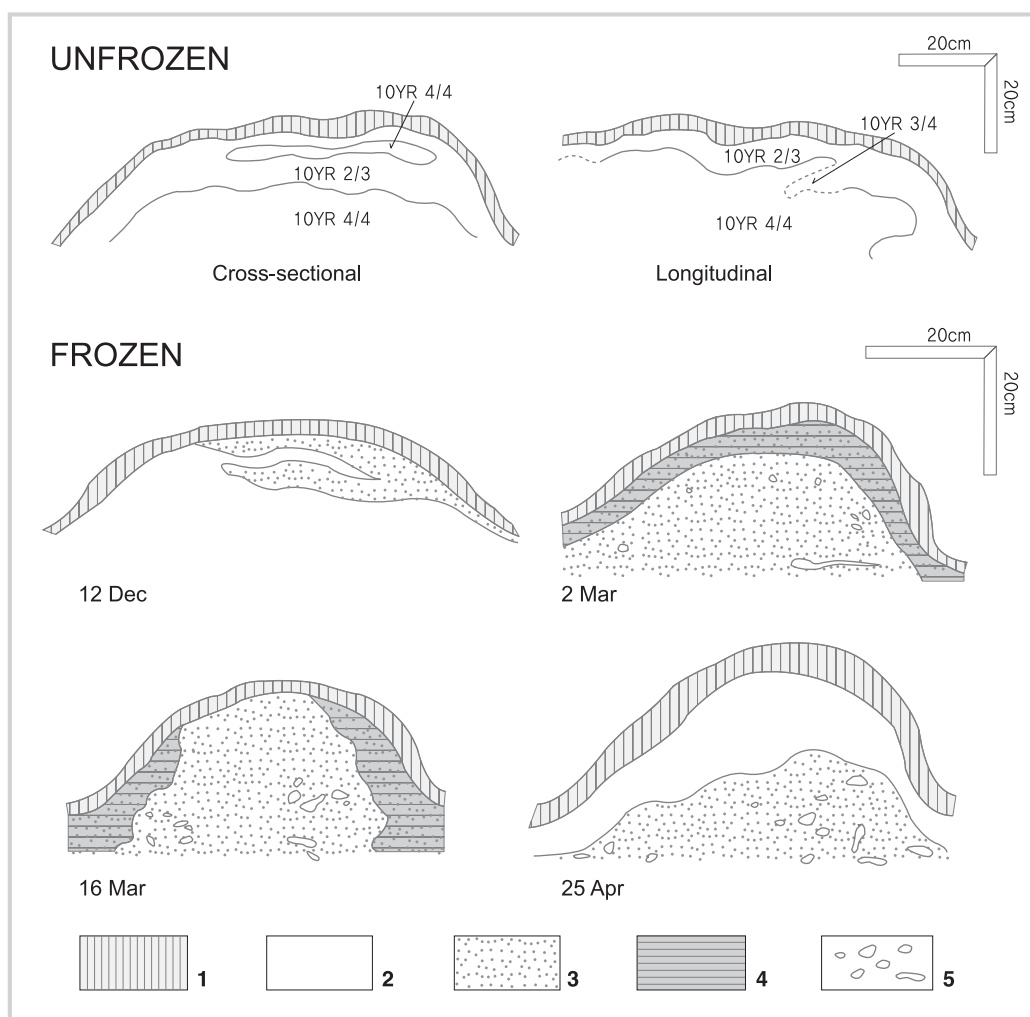 UNFROZEN
20cm
20cm
10YR 4/4
10YR 2/3
10YR 4/4
Cross-sectional
10YR 3/4
10YR 2/3
10YR 4/4
Longitudinal
FROZEN
20cm
20cm
12 Dec
2 Mar
16 Mar
25 Apr
1
2
3
4
5